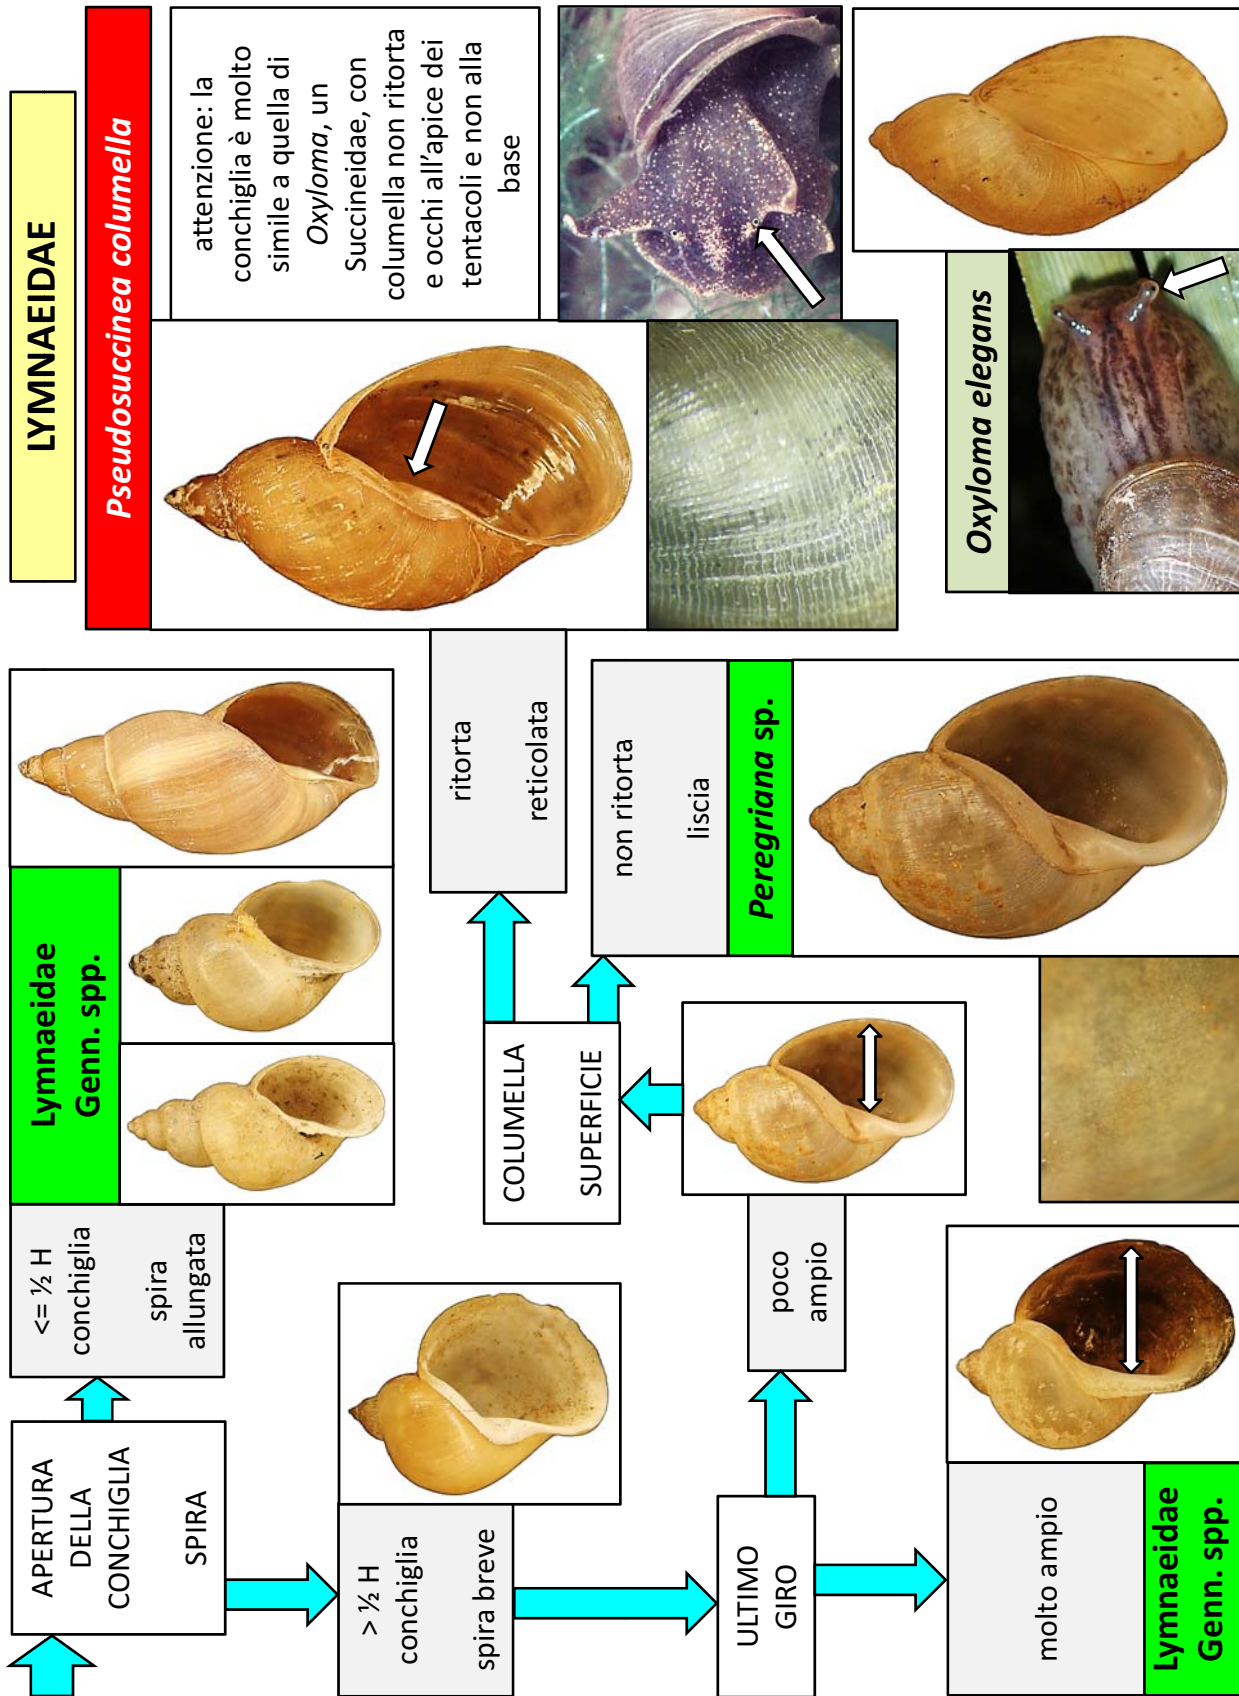 LYMNAEIDAE
APERTURA
DELLA
CONCHIGLIA
SPIRA
<= ½ H
conchiglia
spira
allungata
Lymnaeidae
Genn. spp.
> ½ H
conchiglia
spira breve
ULTIMO
GIRO
poco
ampio
molto ampio
Lymnaeidae
Genn. spp.
COLUMELLA
SUPERFICIE
ritorta
reticolata
Pseudosuccinea columella
attenzione: la
conchiglia è molto
simile a quella di
Oxyloma, un
Succineidae, con
columella non ritorta
e occhi all'apice dei
tentacoli e non alla
base
non ritorta
liscia
Peregriana sp.
Oxyloma elegans